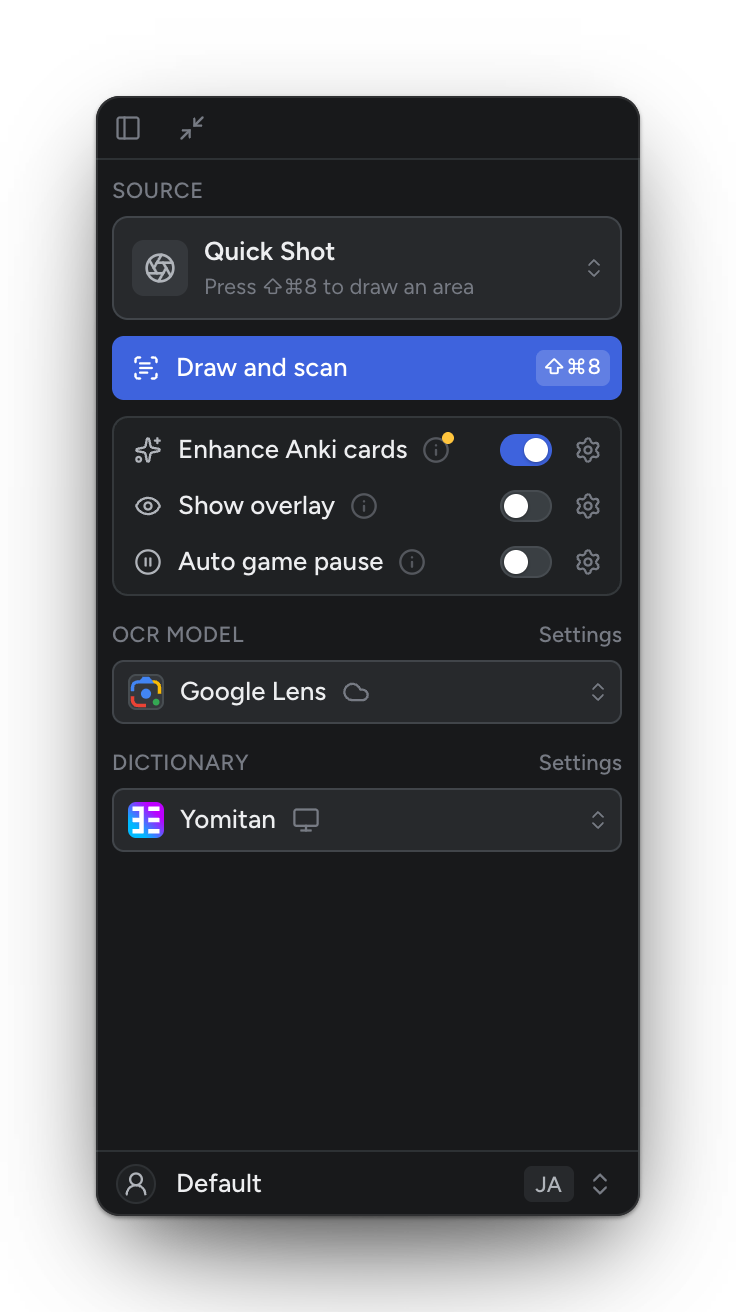 SOURCE
Quick Shot
Press ⇧⌘8 to draw an area
Draw and scan ⇧⌘8
Enhance Anki cards
Show overlay
Auto game pause
OCR MODEL Settings
Google Lens
DICTIONARY Settings
Yomitan
Default JA